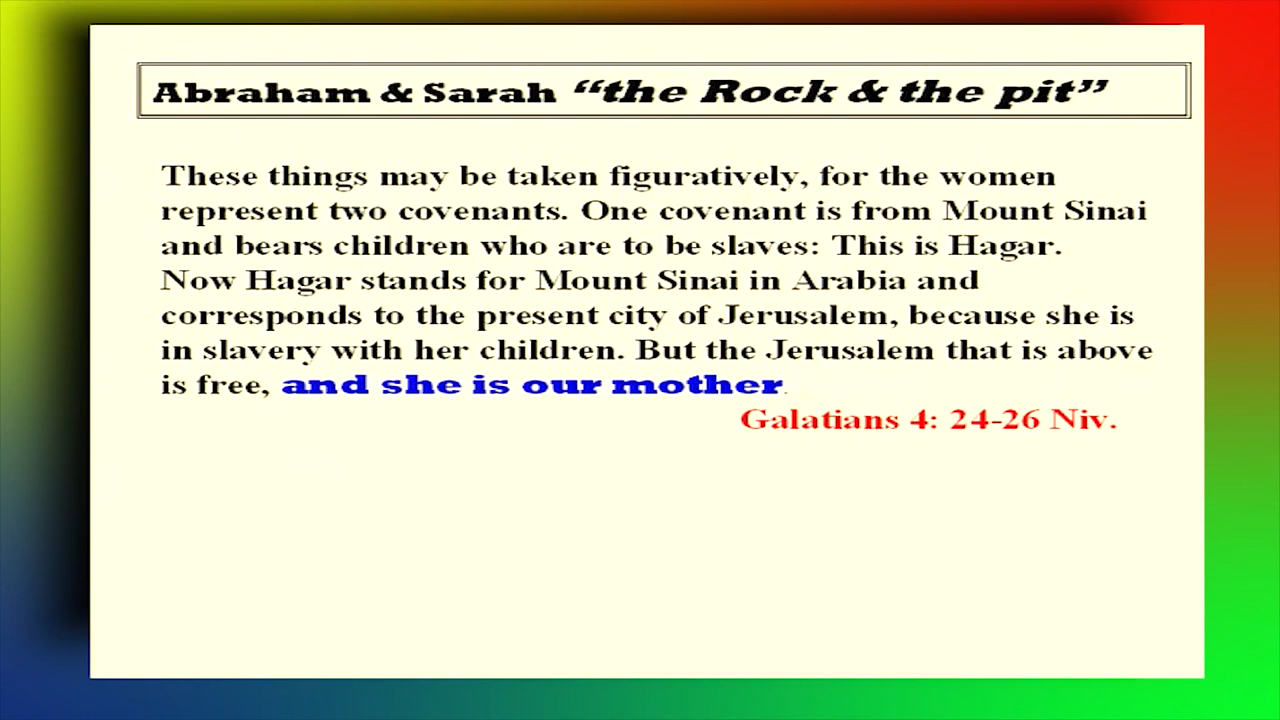 Abraham & Sarah “the Rock & the pit”
These things may be taken figuratively, for the women
represent two covenants. One covenant is from Mount Sinai
and bears children who are to be slaves: This is Hagar.
Now Hagar stands for Mount Sinai in Arabia and
corresponds to the present city of Jerusalem, because she is
in slavery with her children. But the Jerusalem that is above
is free, and she is our mother.
Galatians 4: 24-26 Niv.